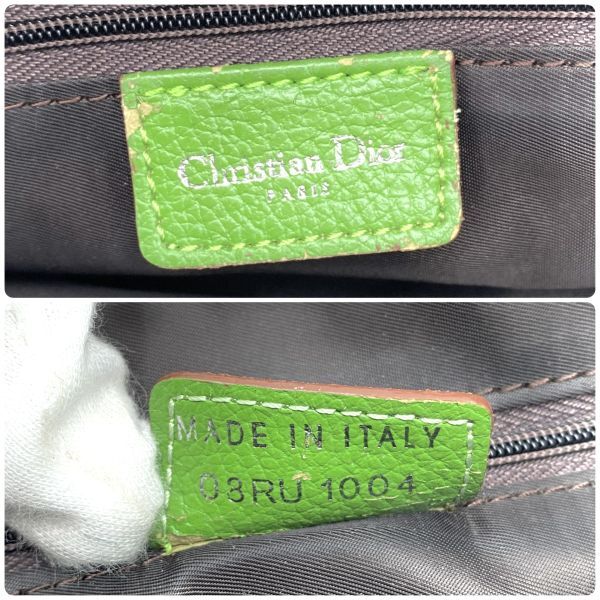 Christian Dior
PARIS
MADE IN ITALY
03RU 1004